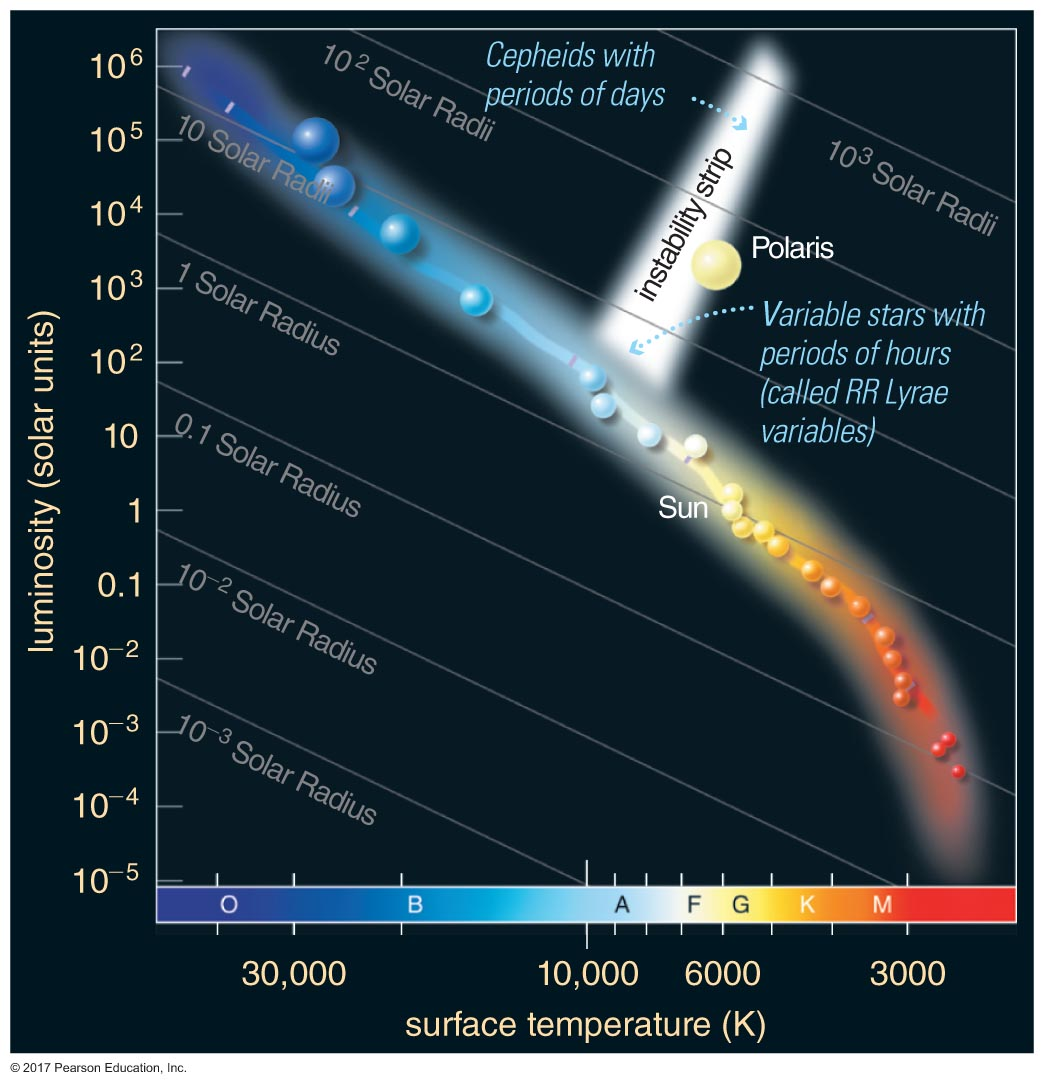 10⁶
10⁵
10⁴
10³
10²
10
1
0.1
10⁻²
10⁻³
10⁻⁴
10⁻⁵
luminosity (solar units)
10² Solar Radii
10 Solar Radii
1 Solar Radius
0.1 Solar Radius
10⁻² Solar Radius
10⁻³ Solar Radius
10³ Solar Radii
Cepheids with
periods of days
instability strip
Polaris
Variable stars with
periods of hours
(called RR Lyrae
variables)
Sun
O B A F G K M
30,000 10,000 6000 3000
surface temperature (K)
© 2017 Pearson Education, Inc.